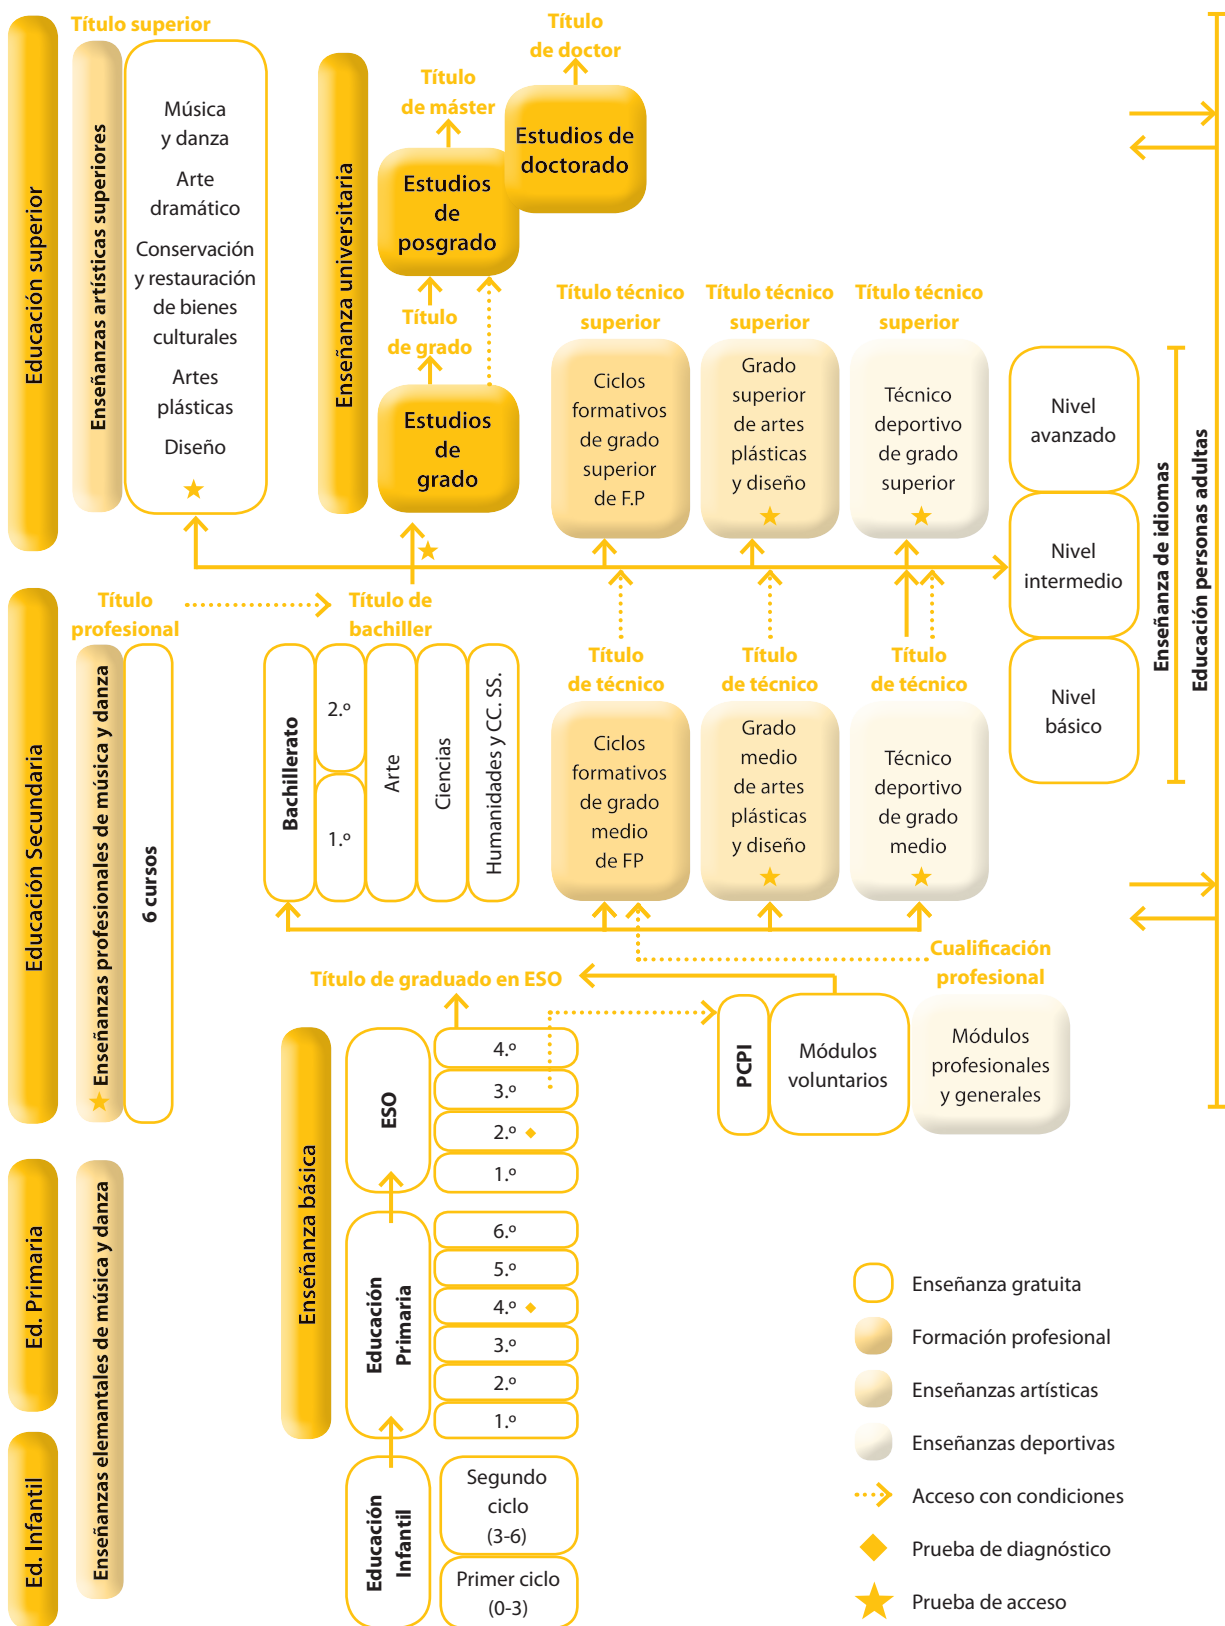 Título superior
Educación superior
Enseñanzas artísticas superiores
Música
y danza
Arte
dramático
Conservación
y restauración
de bienes
culturales
Artes
plásticas
Diseño
Enseñanza universitaria
Título
de doctor
Título
de máster
Estudios de
doctorado
Estudios
de
posgrado
Título
de grado
Estudios
de
grado
Título técnico
superior
Ciclos
formativos
de grado
superior
de F.P
Título técnico
superior
Grado
superior
de artes
plásticas
y diseño
Título técnico
superior
Técnico
deportivo
de grado
superior
Nivel
avanzado
Nivel
intermedio
Nivel
básico
Enseñanza de idiomas
Educación personas adultas
Educación Secundaria
Título
profesional
Enseñanzas profesionales de música y danza
6 cursos
Título de
bachiller
Bachillerato
2.º
1.º
Arte
Ciencias
Humanidades y CC. SS.
Título
de técnico
Ciclos
formativos
de grado
medio
de FP
Título
de técnico
Grado
medio
de artes
plásticas
y diseño
Título
de técnico
Técnico
deportivo
de grado
medio
Cualificación
profesional
Título de graduado en ESO
PCPI
Módulos
voluntarios
Módulos
profesionales
y generales
Enseñanza básica
ESO
4.º
3.º
2.º
1.º
Ed. Primaria
Enseñanzas elemantales de música y danza
Educación
Primaria
6.º
5.º
4.º
3.º
2.º
1.º
Ed. Infantil
Educación
Infantil
Segundo
ciclo
(3-6)
Primer ciclo
(0-3)
Enseñanza gratuita
Formación profesional
Enseñanzas artísticas
Enseñanzas deportivas
Acceso con condiciones
Prueba de diagnóstico
Prueba de acceso